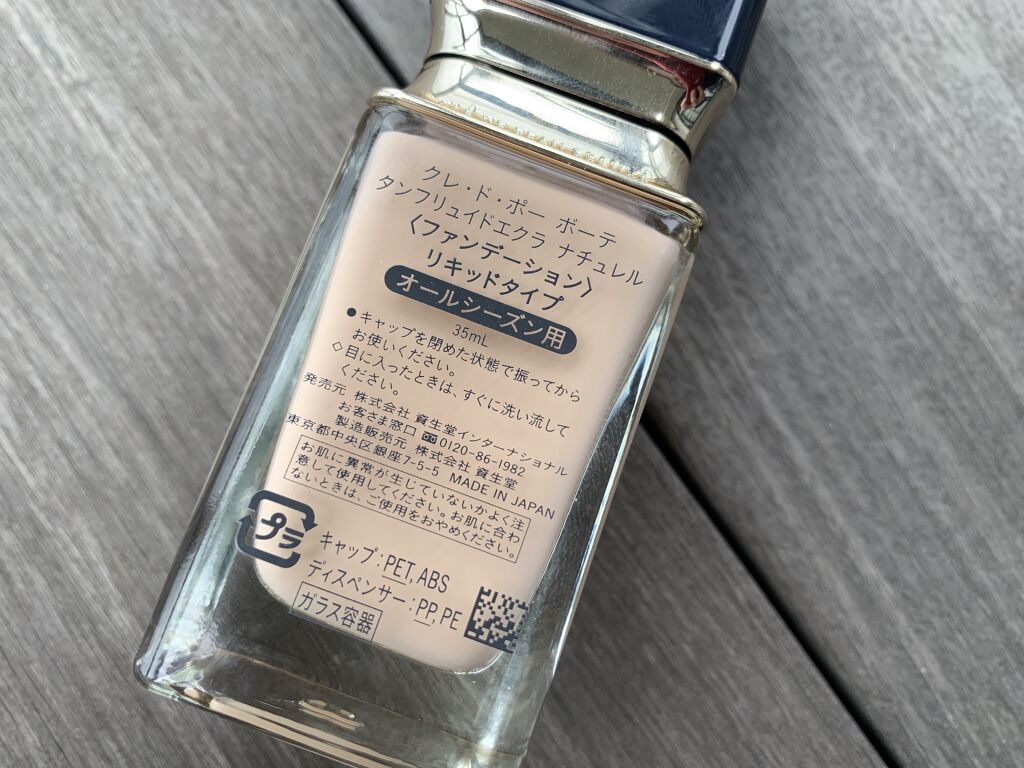 クレ・ド・ポー ボーテ
タンフリュイドエクラ ナチュレル
〈ファンデーション〉
リキッドタイプ
オールシーズン用
35mL
●キャップを閉めた状態で振ってから
お使いください。
◇目に入ったときは、すぐに洗い流して
ください。
発売元 株式会社 資生堂インターナショナル
お客さま窓口 0120-86-1982
製造販売元 株式会社 資生堂
東京都中央区銀座7-5-5 MADE IN JAPAN
お肌に異常が生じていないかよく注
意して使用してください。お肌に合わ
ないときは、ご使用をおやめください。
プラ
キャップ:PET,ABS
ディスペンサー:PP,PE
ガラス容器